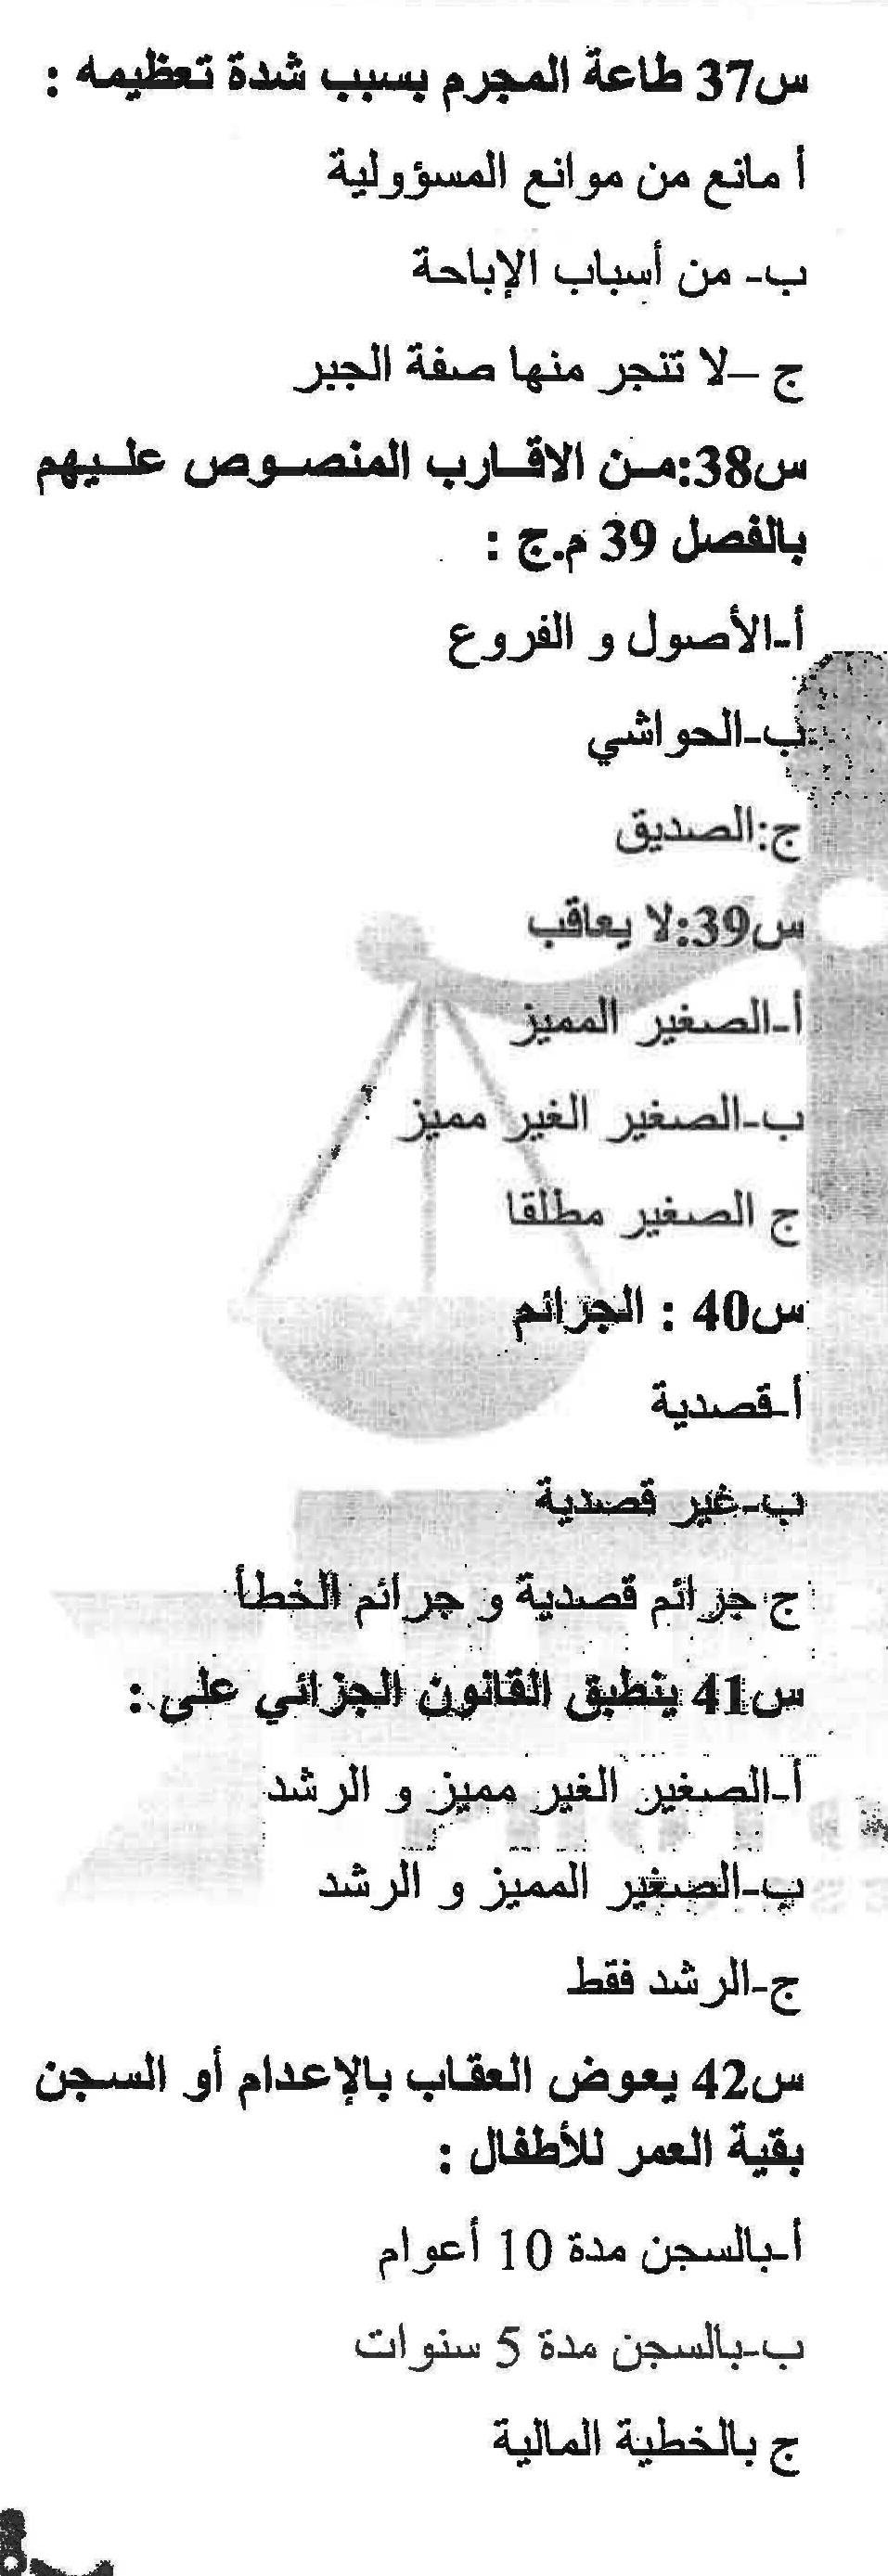 س37 طاعة المجرم بسبب شدة تعظيمه :
أ مانع من موانع المسؤولية
ب- من أسباب الإباحة
ج –لا تنجر منها صفة الجبر
س38:مـن الاقـارب المنصـوص علـيهم
بالفصل 39 م.ج :
أ-الأصول و الفروع
ب-الحواشي
ج:الصديق
س39:لا يعاقب
أ-الصغير المميز
ب-الصغير الغير مميز
ج الصغير مطلقا
س40 : الجرائم
أ-قصدية
ب-غير قصدية
ج جرائم قصدية و جرائم الخطأ
س41 ينطبق القانون الجزائي على :
أ-الصغير الغير مميز و الرشد
ب-الصغير المميز و الرشد
ج-الرشد فقط
س42 يعوض العقاب بالإعدام أو السجن
بقية العمر للأطفال :
أ-بالسجن مدة 10 أعوام
ب-بالسجن مدة 5 سنوات
ج بالخطية المالية